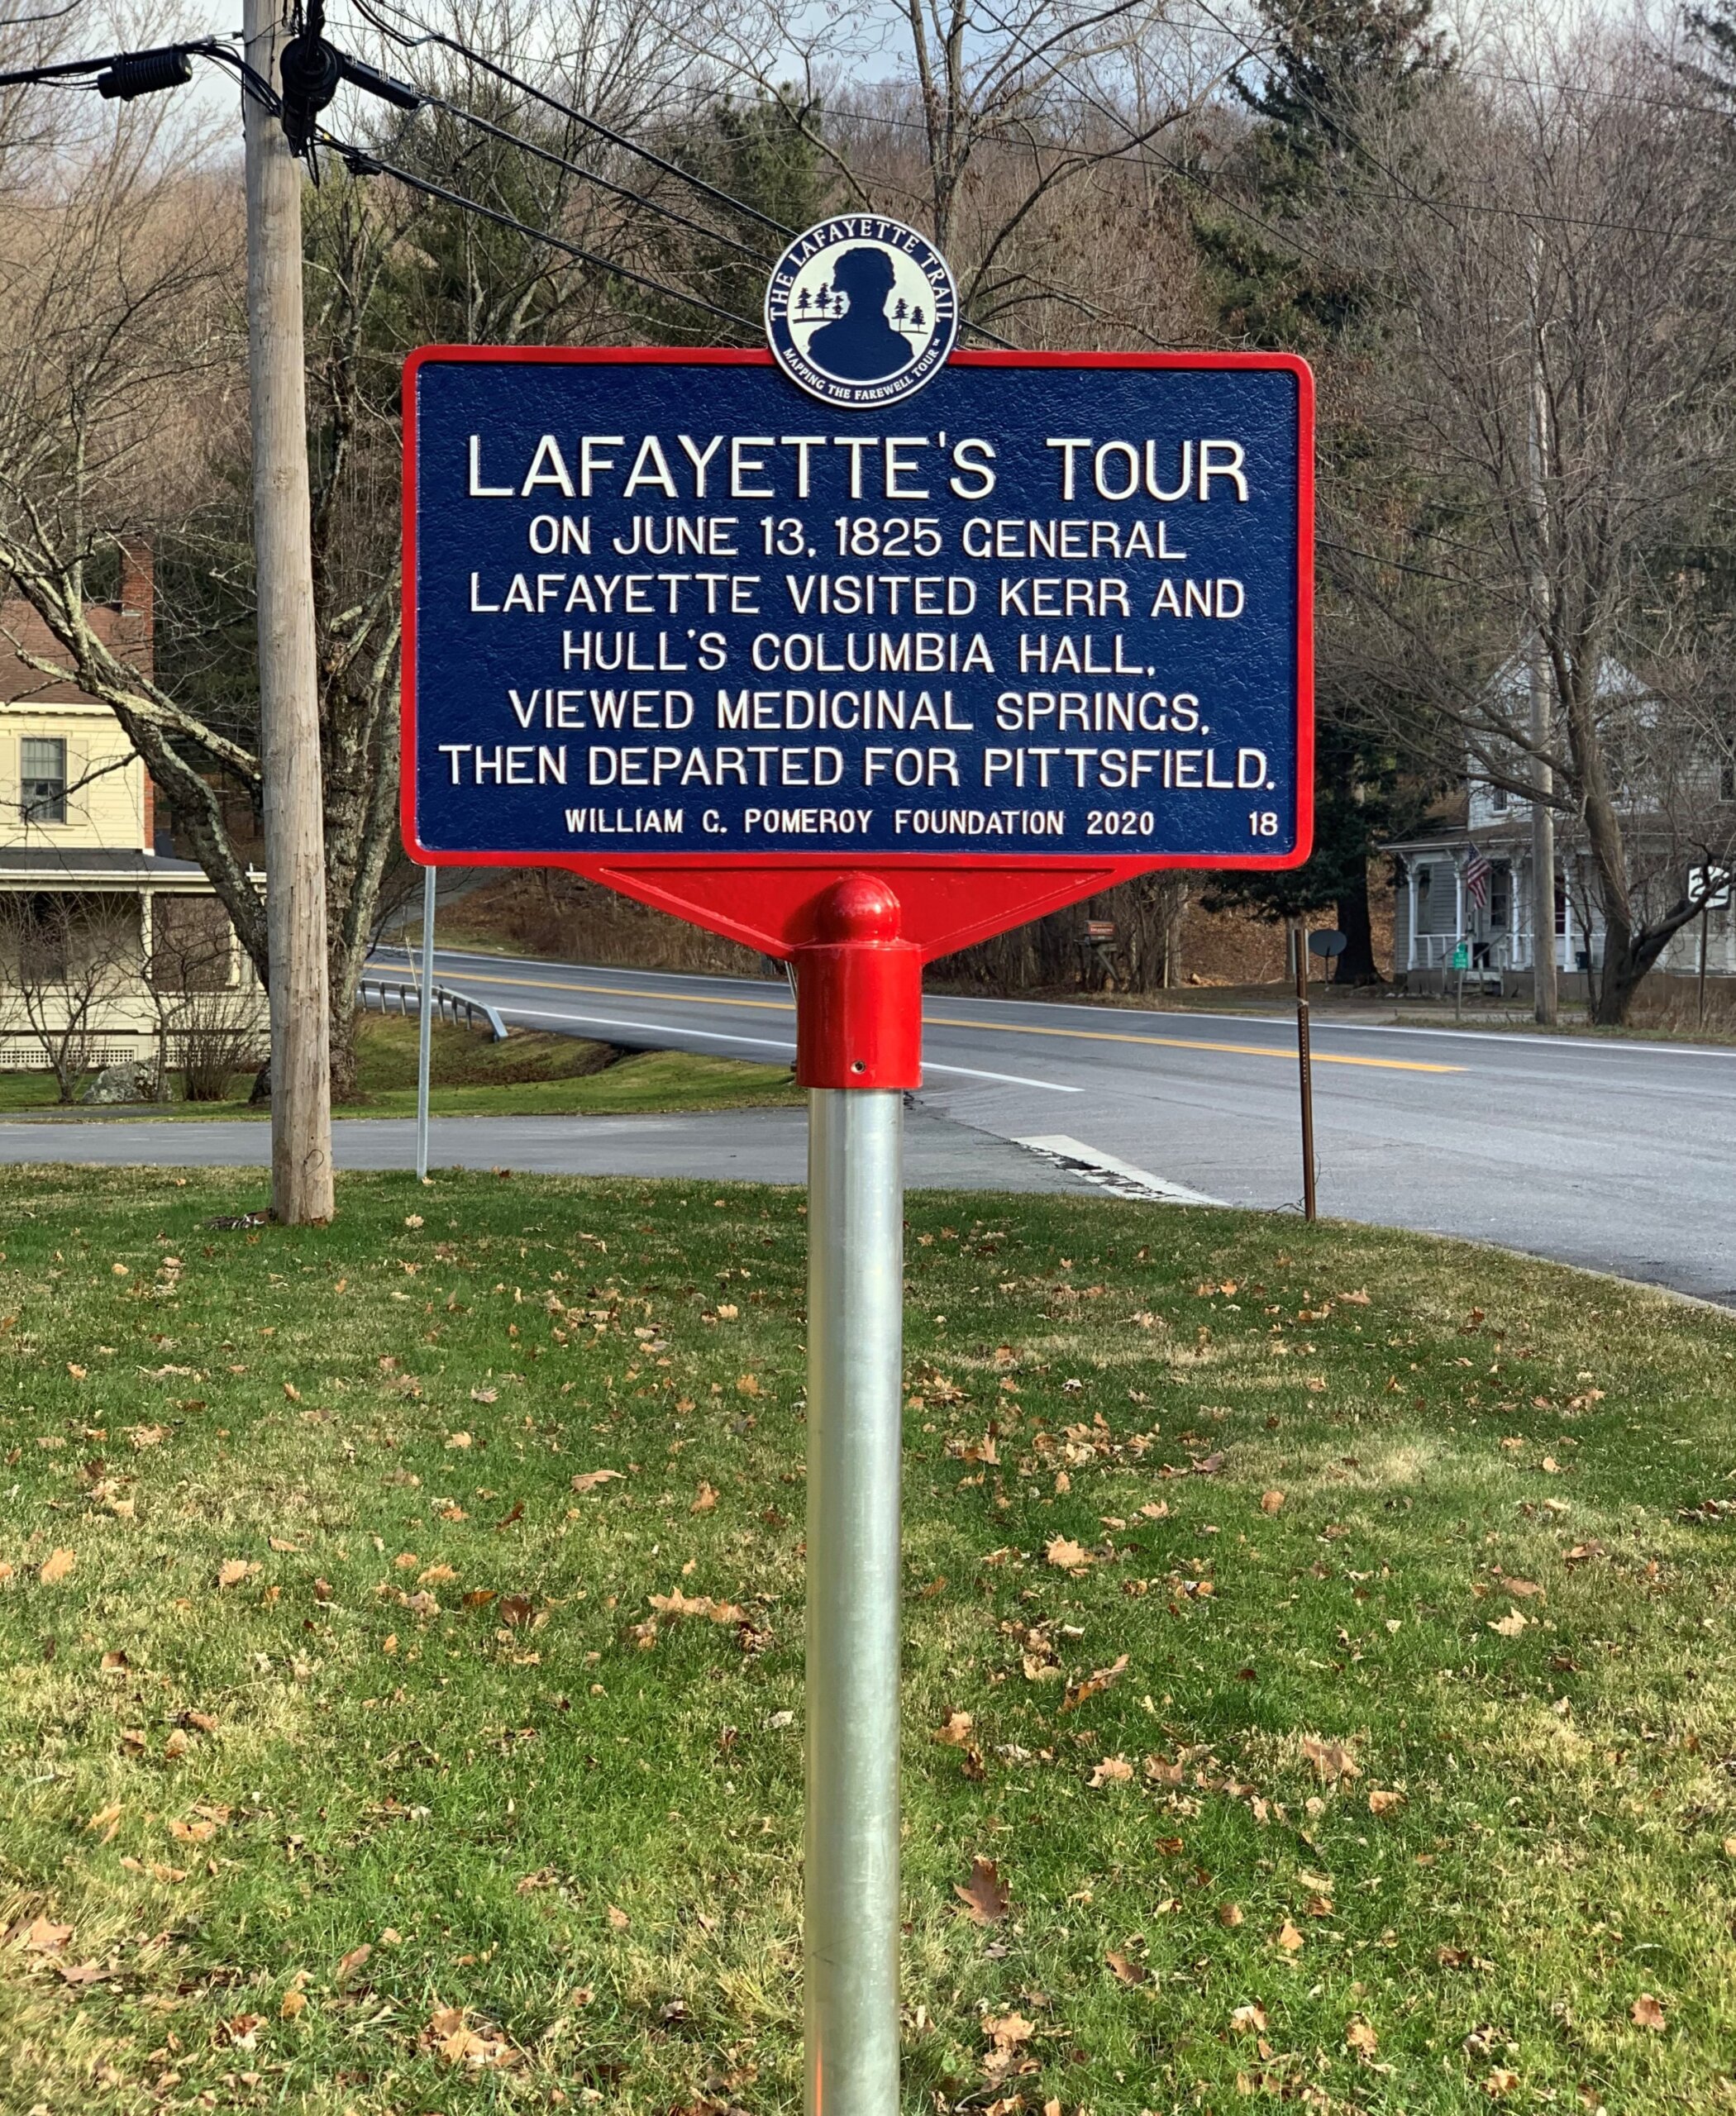 THE LAFAYETTE TRAIL
MAPPING THE FAREWELL TOUR™
LAFAYETTE'S TOUR
ON JUNE 13, 1825 GENERAL
LAFAYETTE VISITED KERR AND
HULL'S COLUMBIA HALL,
VIEWED MEDICINAL SPRINGS,
THEN DEPARTED FOR PITTSFIELD.
WILLIAM G. POMEROY FOUNDATION 2020 18